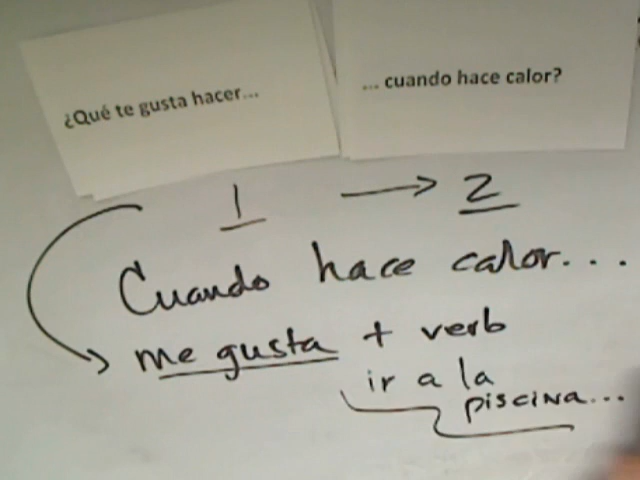 ¿Qué te gusta hacer...
... cuando hace calor?
1 → 2
Cuando hace calor...
me gusta + verb
ir a la
piscina...